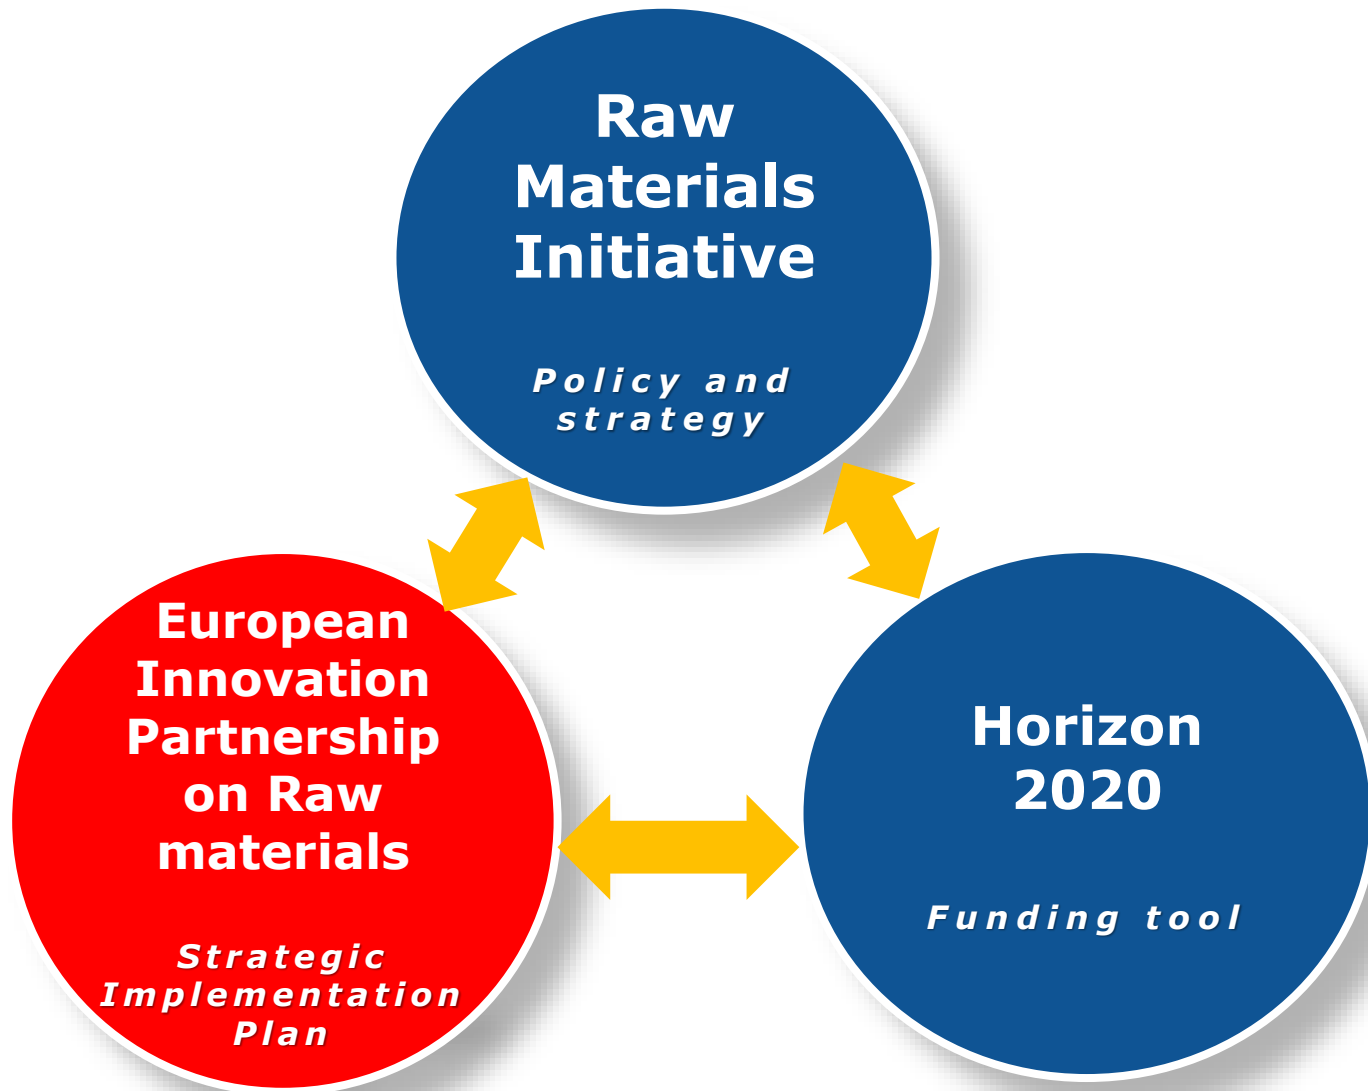 Raw
Materials
Initiative
Policy and
strategy
European
Innovation
Partnership
on Raw
materials
Strategic
Implementation
Plan
Horizon
2020
Funding tool